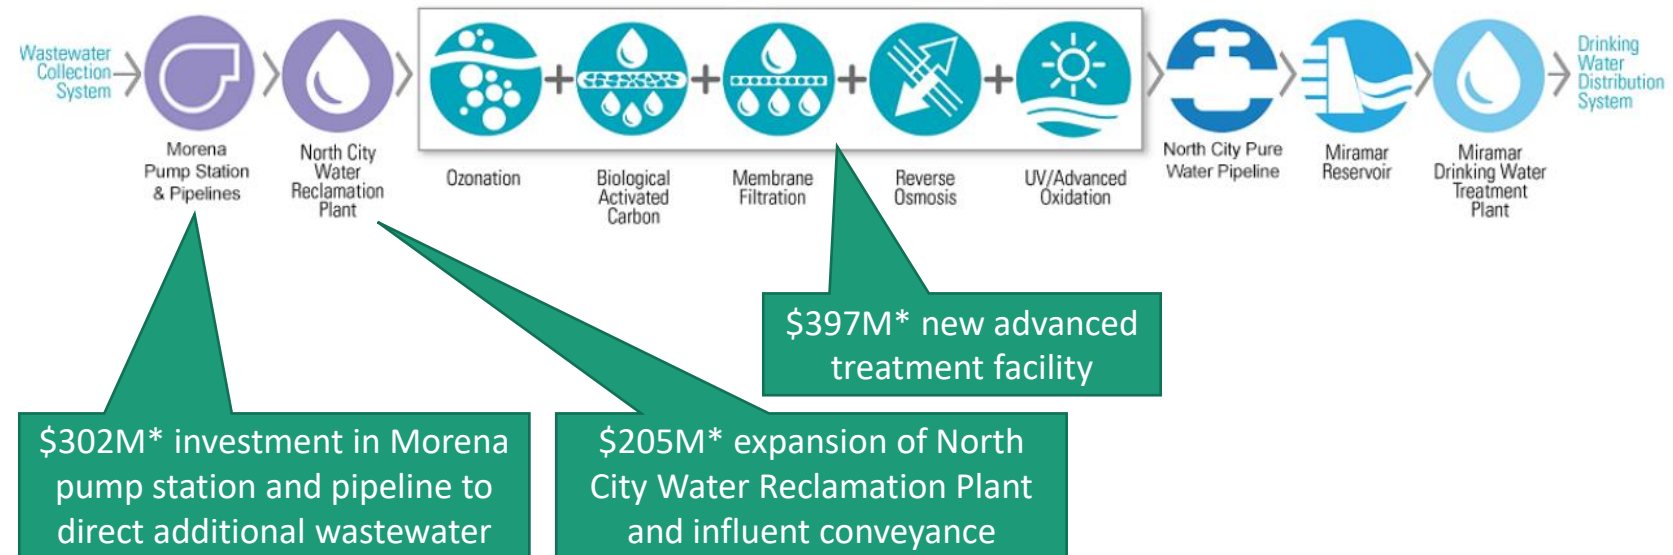 Wastewater
Collection
System
Morena
Pump Station
& Pipelines
North City
Water
Reclamation
Plant
Ozonation
Biological
Activated
Carbon
Membrane
Filtration
Reverse
Osmosis
UV/Advanced
Oxidation
North City Pure
Water Pipeline
Miramar
Reservoir
Miramar
Drinking Water
Treatment
Plant
Drinking
Water
Distribution
System
$397M* new advanced
treatment facility
$302M* investment in Morena
pump station and pipeline to
direct additional wastewater
$205M* expansion of North
City Water Reclamation Plant
and influent conveyance